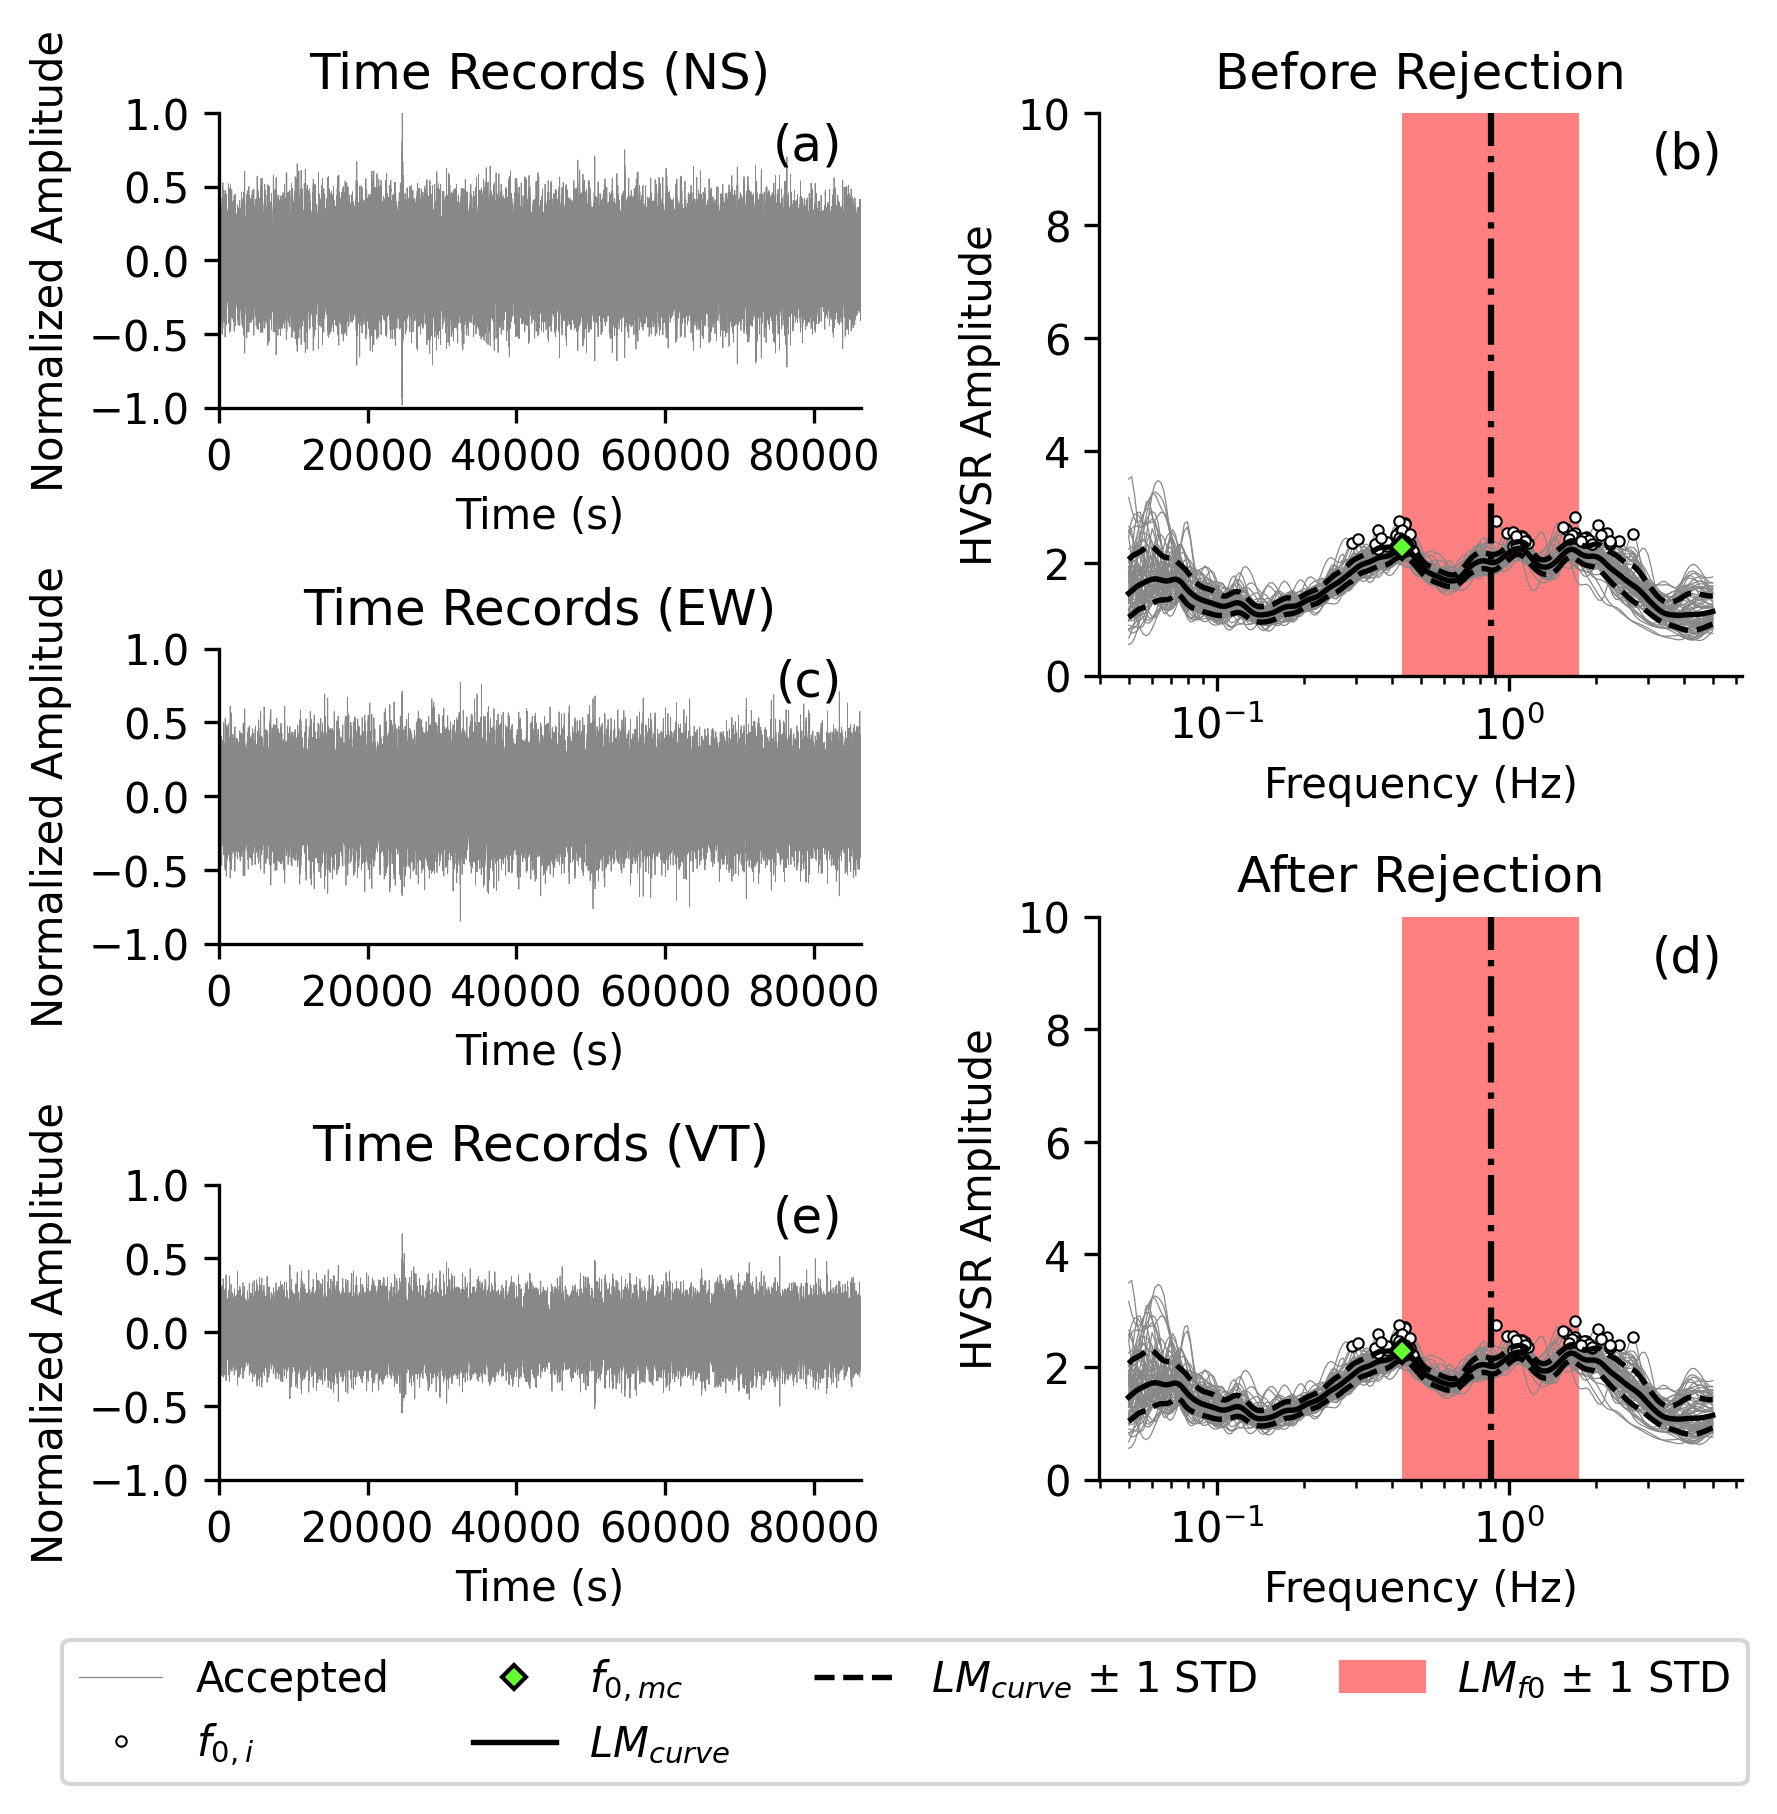 Time Records (NS)
Normalized Amplitude
1.0
0.5
0.0
−0.5
−1.0
(a)
0 20000 40000 60000 80000
Time (s)
Before Rejection
HVSR Amplitude
10
8
6
4
2
0
(b)
10⁻¹ 10⁰
Frequency (Hz)
Time Records (EW)
Normalized Amplitude
1.0
0.5
0.0
−0.5
−1.0
(c)
0 20000 40000 60000 80000
Time (s)
After Rejection
HVSR Amplitude
10
8
6
4
2
0
(d)
10⁻¹ 10⁰
Frequency (Hz)
Time Records (VT)
Normalized Amplitude
1.0
0.5
0.0
−0.5
−1.0
(e)
0 20000 40000 60000 80000
Time (s)
Accepted
f0,i
f0,mc
LMcurve
LMcurve ± 1 STD
LMf0 ± 1 STD